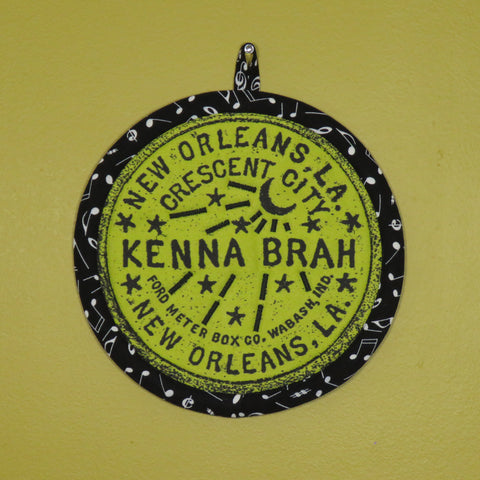 NEW ORLEANS, LA.
CRESCENT CITY
KENNA BRAH
FORD METER BOX CO. WABASH, IND.
NEW ORLEANS, LA.